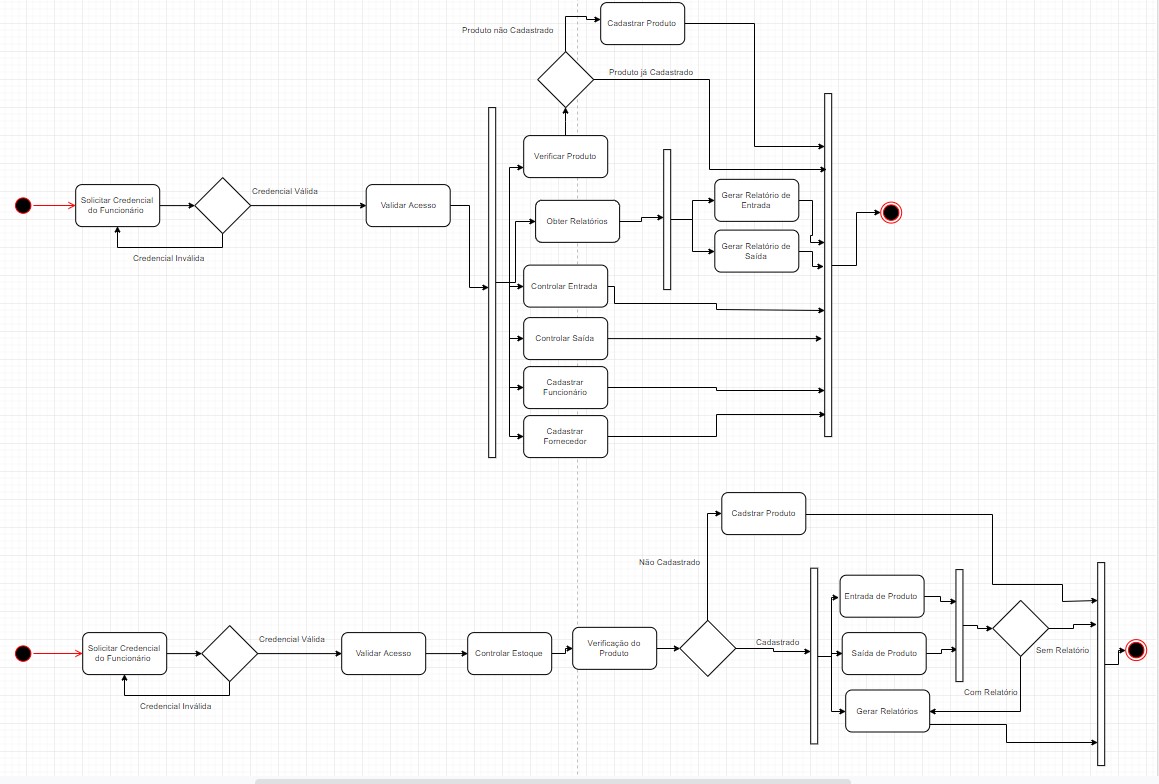 Produto não Cadastrado
Cadastrar Produto
Produto já Cadastrado
Verificar Produto
Solicitar Credencial
do Funcionário
Credencial Válida
Validar Acesso
Credencial Inválida
Obter Relatórios
Gerar Relatório de
Entrada
Gerar Relatório de
Saída
Controlar Entrada
Controlar Saída
Cadastrar
Funcionário
Cadastrar
Fornecedor
Cadstrar Produto
Não Cadastrado
Solicitar Credencial
do Funcionário
Credencial Válida
Validar Acesso
Controlar Estoque
Verificação do
Produto
Cadastrado
Credencial Inválida
Entrada de Produto
Saída de Produto
Gerar Relatórios
Sem Relatório
Com Relatório